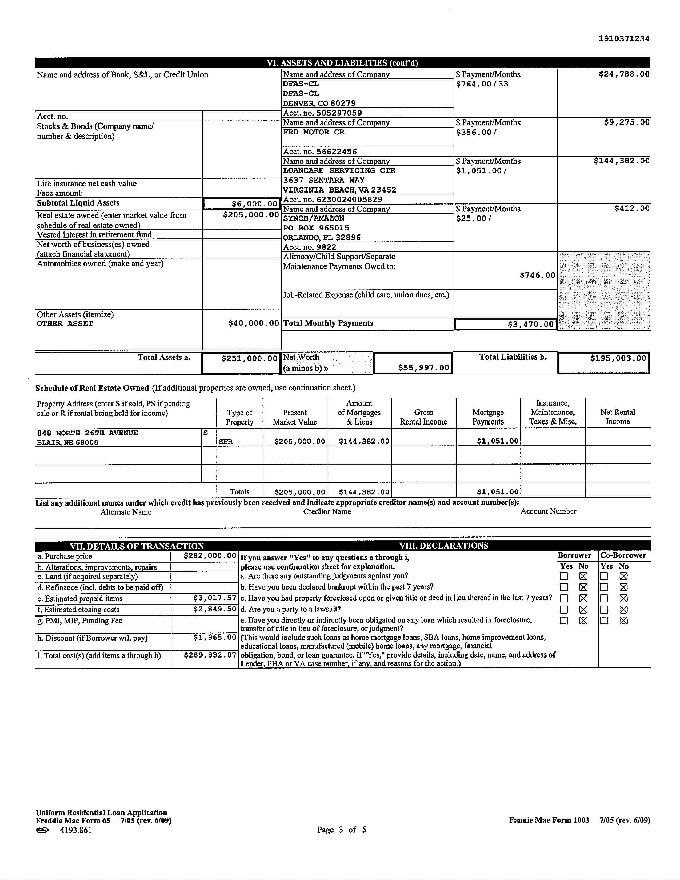 1910371234
VI. ASSETS AND LIABILITIES (cont'd)
Name and address of Bank, S&L, or Credit Union
Name and address of Company
$ Payment/Months
$24,788.00
DFAS-CL
$764.00/33
DFAS-CL
DENVER, CO 80279
Acct. no.
Acct. no. 505297059
Stocks & Bonds (Company name/
number & description)
Name and address of Company
$ Payment/Months
$9,275.00
FRD MOTOR CR
$356.00/
Acct. no. 56622456
Name and address of Company
$ Payment/Months
$144,382.00
LOANCARE SERVICING CTR
$1,051.00/
3637 SENTARA WAY
VIRGINIA BEACH, VA 23452
Acct. no. 6230024005829
Life insurance net cash value
Face amount:
Subtotal Liquid Assets
$6,000.00
Name and address of Company
$ Payment/Months
$412.00
Real estate owned (enter market value from
schedule of real estate owned)
$205,000.00
SYNCB/AMAZON
$25.00/
PO BOX 965015
ORLANDO, FL 32896
Acct. no. 9822
Vested interest in retirement fund
Net worth of business(es) owned
(attach financial statement)
Automobiles owned (make and year)
Alimony/Child Support/Separate
Maintenance Payments Owed to:
$746.00
Job-Related Expense (child care, union dues, etc.)
Other Assets (itemize)
OTHER ASSET
$40,000.00
Total Monthly Payments
$3,470.00
Total Assets a.
$251,000.00
Net Worth
(a minus b) »
$55,997.00
Total Liabilities b.
$195,003.00
Schedule of Real Estate Owned (If additional properties are owned, use continuation sheet.)
Property Address (enter S if sold, PS if pending
sale or R if rental being held for income)
Type of
Property
Present
Market Value
Amount
of Mortgages
& Liens
Gross
Rental Income
Mortgage
Payments
Insurance,
Maintenance,
Taxes & Misc.
Net Rental
Income
848 NORTH 26TH AVENUE
BLAIR, NE 68008
S
SFR
$205,000.00
$144,382.00
$1,051.00
Totals
$205,000.00
$144,382.00
$1,051.00
List any additional names under which credit has previously been received and indicate appropriate creditor name(s) and account number(s):
Alternate Name
Creditor Name
Account Number
VII. DETAILS OF TRANSACTION
a. Purchase price
$282,000.00
b. Alterations, improvements, repairs
c. Land (if acquired separately)
d. Refinance (incl. debts to be paid off)
e. Estimated prepaid items
$3,017.57
f. Estimated closing costs
$2,849.50
g. PMI, MIP, Funding Fee
h. Discount (if Borrower will pay)
$1,965.00
i. Total cost(s) (add items a through h)
$289,832.07
VIII. DECLARATIONS
If you answer "Yes" to any questions a through i,
please use continuation sheet for explanation.
Borrower
Co-Borrower
Yes No
Yes No
a. Are there any outstanding judgments against you?
b. Have you been declared bankrupt within the past 7 years?
c. Have you had property foreclosed upon or given title or deed in lieu thereof in the last 7 years?
d. Are you a party to a lawsuit?
e. Have you directly or indirectly been obligated on any loan which resulted in foreclosure,
transfer of title in lieu of foreclosure, or judgment?
(This would include such loans as home mortgage loans, SBA loans, home improvement loans,
educational loans, manufactured (mobile) home loans, any mortgage, financial
obligation, bond, or loan guarantee. If "Yes," provide details, including date, name, and address of
Lender, FHA or VA case number, if any, and reasons for the action.)
Uniform Residential Loan Application
Freddie Mac Form 65 7/05 (rev. 6/09)
4193.861
Page 3 of 5
Fannie Mae Form 1003 7/05 (rev. 6/09)